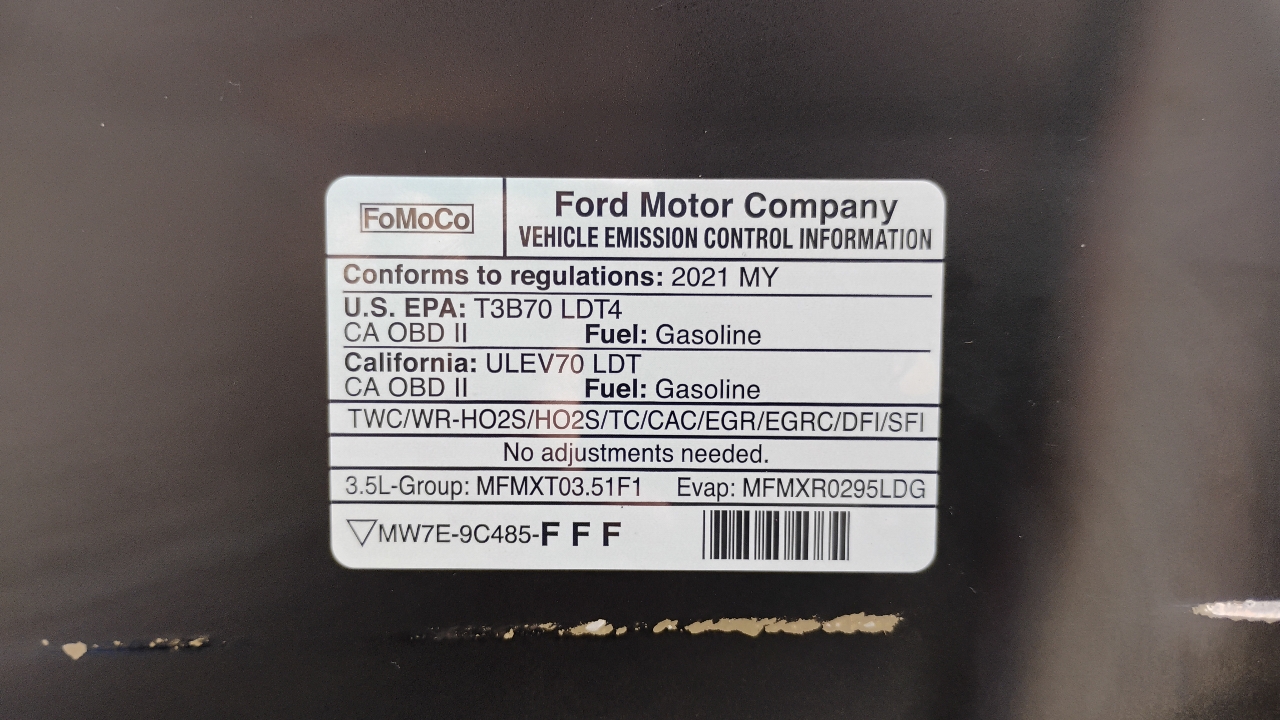 FoMoCo
Ford Motor Company
VEHICLE EMISSION CONTROL INFORMATION
Conforms to regulations: 2021 MY
U.S. EPA: T3B70 LDT4
CA OBD II Fuel: Gasoline
California: ULEV70 LDT
CA OBD II Fuel: Gasoline
TWC/WR-HO2S/HO2S/TC/CAC/EGR/EGRC/DFI/SFI
No adjustments needed.
3.5L-Group: MFMXT03.51F1 Evap: MFMXR0295LDG
▽MW7E-9C485-F F F